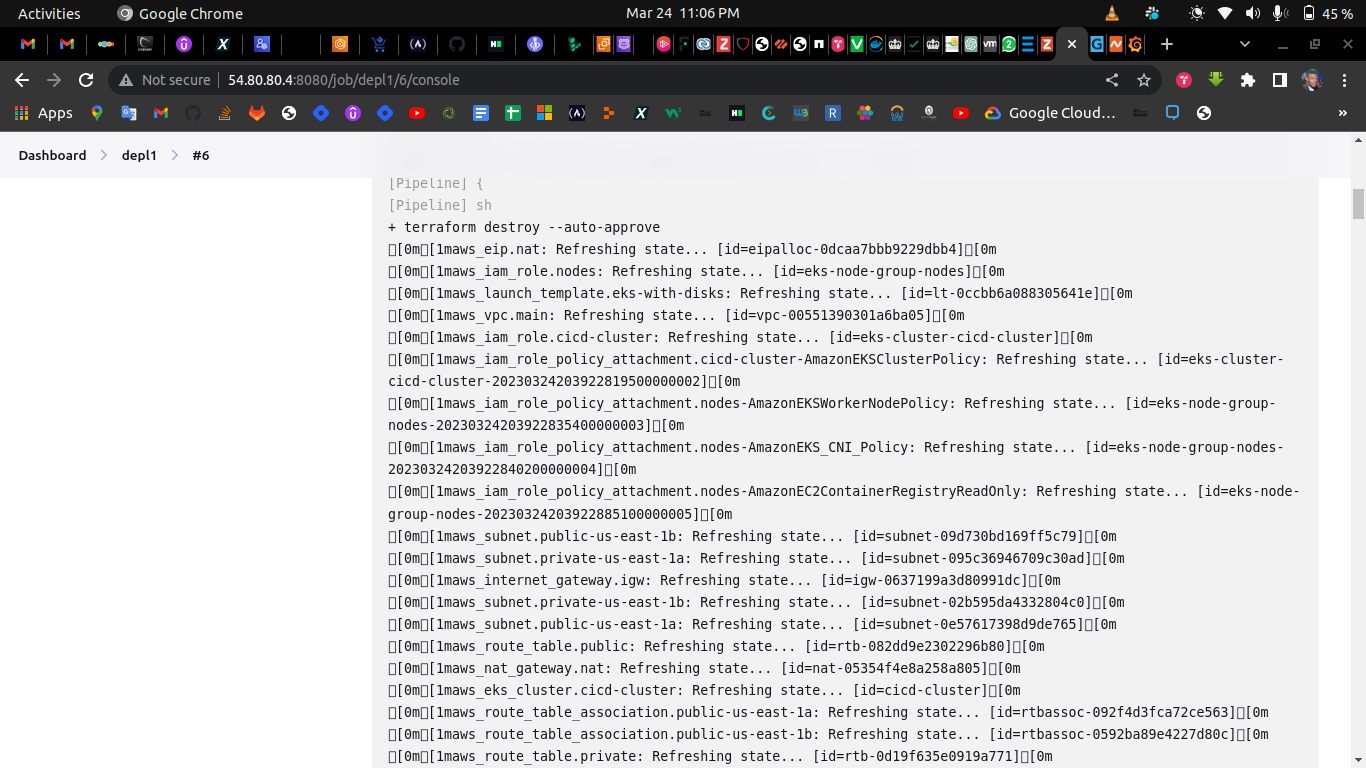 Activities
Google Chrome
Mar 24 11:06 PM
45 %
Not secure
54.80.80.4:8080/job/depl1/6/console
Apps
Google Cloud…
»
Dashboard
depl1
#6
[Pipeline] {
[Pipeline] sh
+ terraform destroy --auto-approve
[0m[1maws_eip.nat: Refreshing state... [id=eipalloc-0dcaa7bbb9229dbb4][0m
[0m[1maws_iam_role.nodes: Refreshing state... [id=eks-node-group-nodes][0m
[0m[1maws_launch_template.eks-with-disks: Refreshing state... [id=lt-0ccbb6a088305641e][0m
[0m[1maws_vpc.main: Refreshing state... [id=vpc-00551390301a6ba05][0m
[0m[1maws_iam_role.cicd-cluster: Refreshing state... [id=eks-cluster-cicd-cluster][0m
[0m[1maws_iam_role_policy_attachment.cicd-cluster-AmazonEKSClusterPolicy: Refreshing state... [id=eks-cluster-
cicd-cluster-20230324203922819500000002][0m
[0m[1maws_iam_role_policy_attachment.nodes-AmazonEKSWorkerNodePolicy: Refreshing state... [id=eks-node-group-
nodes-20230324203922835400000003][0m
[0m[1maws_iam_role_policy_attachment.nodes-AmazonEKS_CNI_Policy: Refreshing state... [id=eks-node-group-nodes-
20230324203922840200000004][0m
[0m[1maws_iam_role_policy_attachment.nodes-AmazonEC2ContainerRegistryReadOnly: Refreshing state... [id=eks-node-
group-nodes-20230324203922885100000005][0m
[0m[1maws_subnet.public-us-east-1b: Refreshing state... [id=subnet-09d730bd169ff5c79][0m
[0m[1maws_subnet.private-us-east-1a: Refreshing state... [id=subnet-095c36946709c30ad][0m
[0m[1maws_internet_gateway.igw: Refreshing state... [id=igw-0637199a3d80991dc][0m
[0m[1maws_subnet.private-us-east-1b: Refreshing state... [id=subnet-02b595da4332804c0][0m
[0m[1maws_subnet.public-us-east-1a: Refreshing state... [id=subnet-0e57617398d9de765][0m
[0m[1maws_route_table.public: Refreshing state... [id=rtb-082dd9e2302296b80][0m
[0m[1maws_nat_gateway.nat: Refreshing state... [id=nat-05354f4e8a258a805][0m
[0m[1maws_eks_cluster.cicd-cluster: Refreshing state... [id=cicd-cluster][0m
[0m[1maws_route_table_association.public-us-east-1a: Refreshing state... [id=rtbassoc-092f4d3fca72ce563][0m
[0m[1maws_route_table_association.public-us-east-1b: Refreshing state... [id=rtbassoc-0592ba89e4227d80c][0m
[0m[1maws_route_table.private: Refreshing state... [id=rtb-0d19f635e0919a771][0m